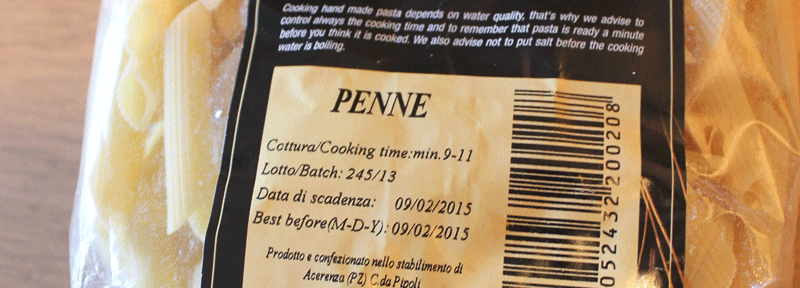 Cooking hand made pasta depends on water quality, that's why we advise to
control always the cooking time and to remember that pasta is ready a minute
before you think it is cooked. We also advise not to put salt before the cooking
water is boiling.
PENNE
Cottura/Cooking time:min.9-11
Lotto/Batch: 245/13
Data di scadenza: 09/02/2015
Best before(M-D-Y): 09/02/2015
Prodotto e confezionato nello stabilimento di
Acerenza (PZ) C.da Pipoli
052432 200208